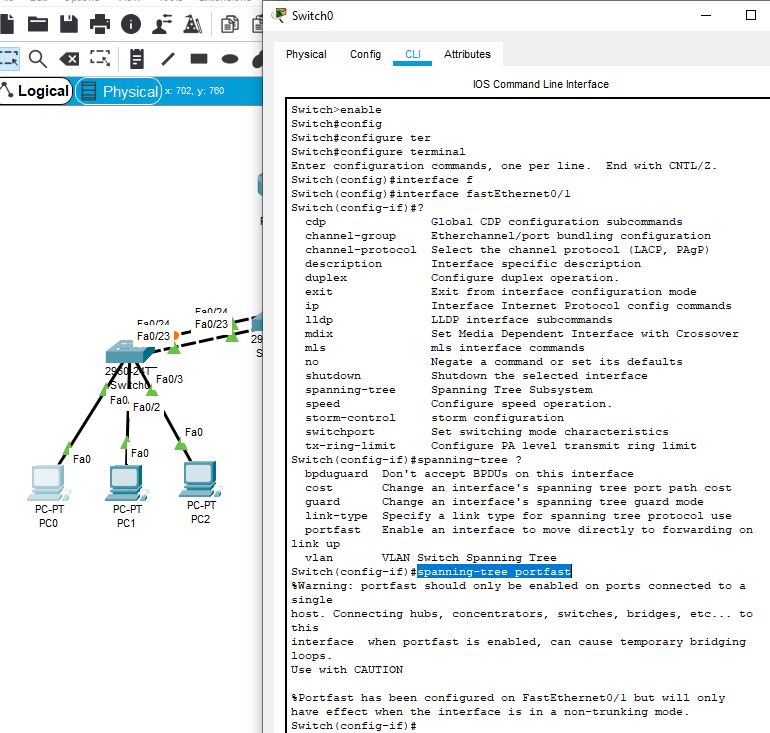 Switch0
Physical Config CLI Attributes
IOS Command Line Interface
Logical
Physical
x: 702, y: 760
Switch>enable
Switch#config
Switch#configure ter
Switch#configure terminal
Enter configuration commands, one per line. End with CNTL/Z.
Switch(config)#interface f
Switch(config)#interface fastEthernet0/1
Switch(config-if)#?
cdp Global CDP configuration subcommands
channel-group Etherchannel/port bundling configuration
channel-protocol Select the channel protocol (LACP, PAgP)
description Interface specific description
duplex Configure duplex operation.
exit Exit from interface configuration mode
ip Interface Internet Protocol config commands
lldp LLDP interface subcommands
mdix Set Media Dependent Interface with Crossover
mls mls interface commands
no Negate a command or set its defaults
shutdown Shutdown the selected interface
spanning-tree Spanning Tree Subsystem
speed Configure speed operation.
storm-control storm configuration
switchport Set switching mode characteristics
tx-ring-limit Configure PA level transmit ring limit
Switch(config-if)#spanning-tree ?
bpduguard Don't accept BPDUs on this interface
cost Change an interface's spanning tree port path cost
guard Change an interface's spanning tree guard mode
link-type Specify a link type for spanning tree protocol use
portfast Enable an interface to move directly to forwarding on
link up
vlan VLAN Switch Spanning Tree
Switch(config-if)#spanning-tree portfast
%Warning: portfast should only be enabled on ports connected to a
single
host. Connecting hubs, concentrators, switches, bridges, etc... to
this
interface when portfast is enabled, can cause temporary bridging
loops.
Use with CAUTION
%Portfast has been configured on FastEthernet0/1 but will only
have effect when the interface is in a non-trunking mode.
Switch(config-if)#
Fa0/24
Fa0/23
Fa0/24
Fa0/23
2960-24T
Switch0
Fa0/3
Fa0/2
Fa0
Fa0
Fa0
PC-PT
PC0
PC-PT
PC1
PC-PT
PC2